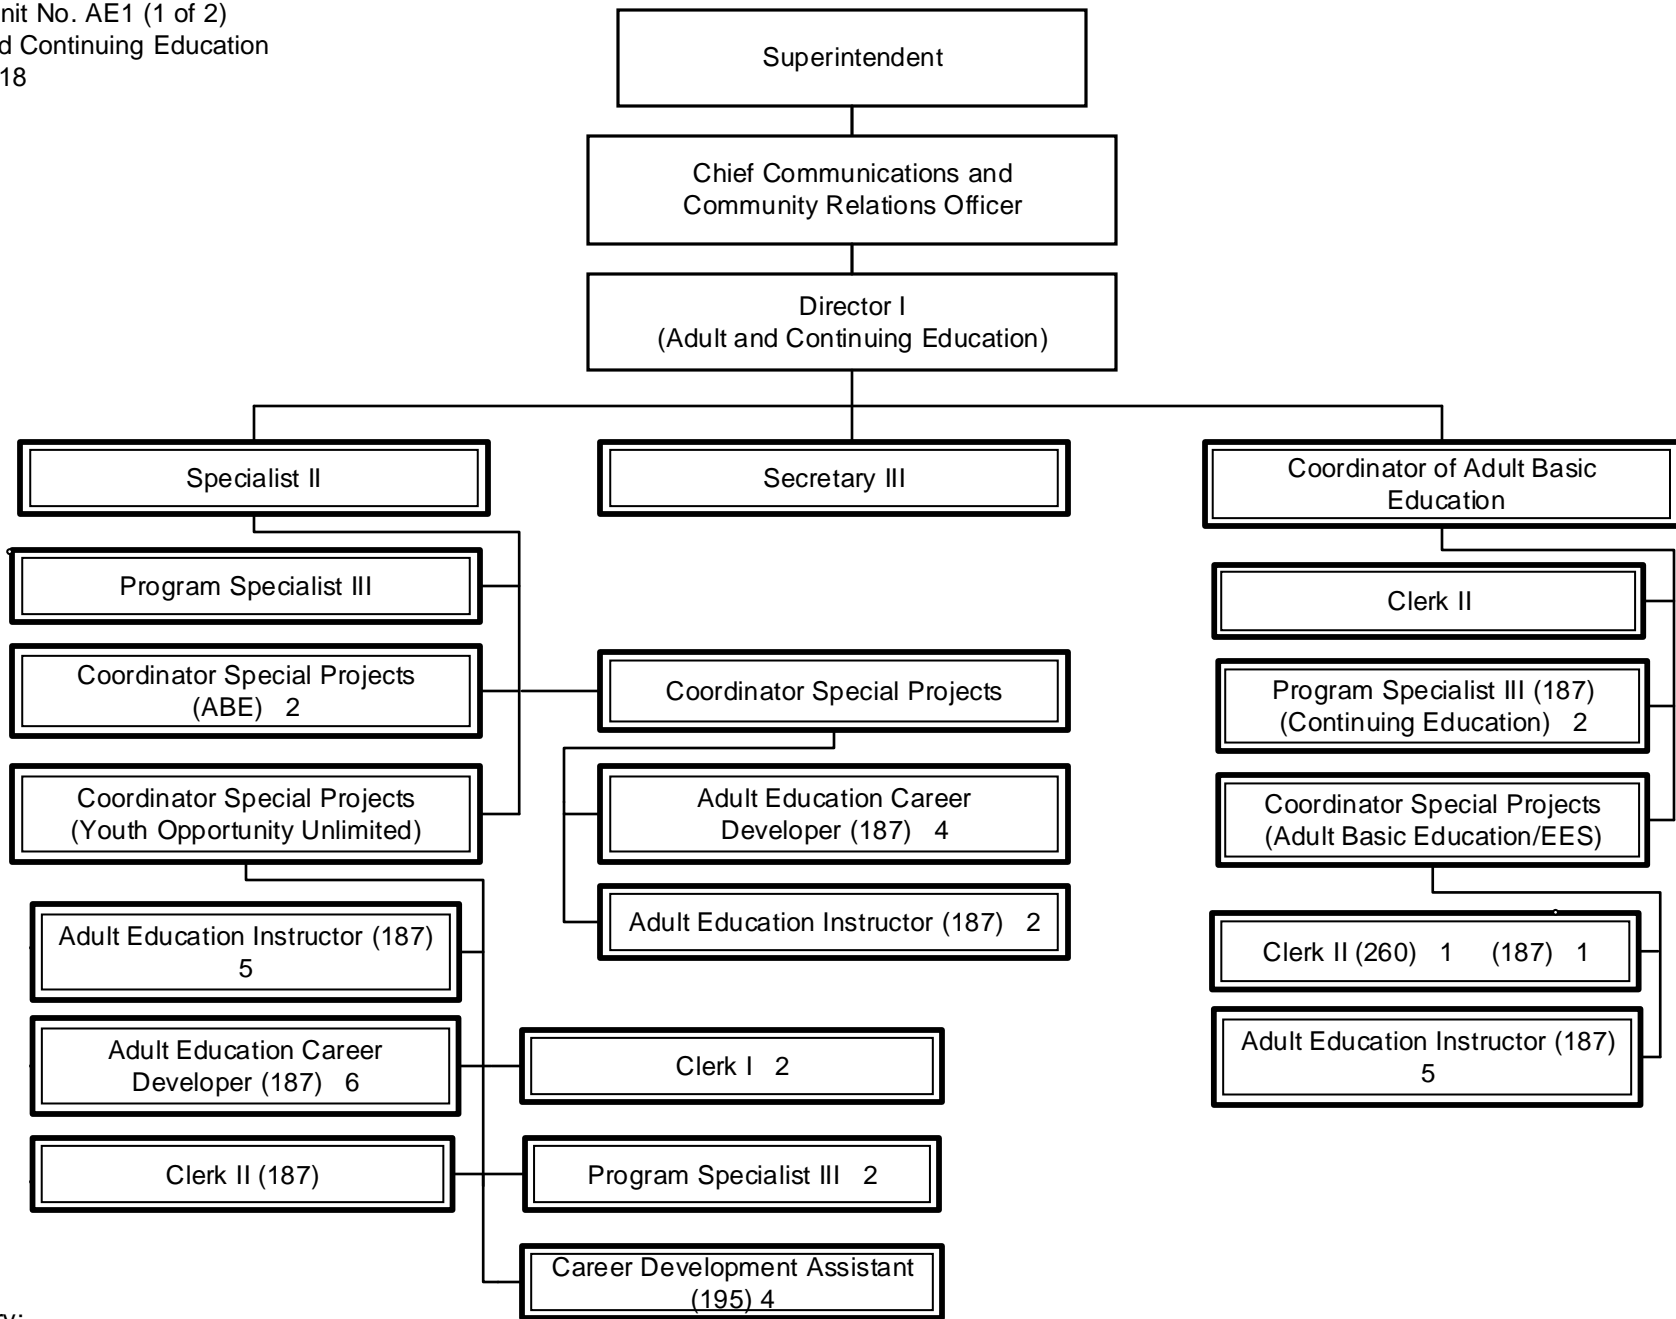 nit No. AE1 (1 of 2)
d Continuing Education
18
Superintendent
Chief Communications and
Community Relations Officer
Director I
(Adult and Continuing Education)
Specialist II
Secretary III
Coordinator of Adult Basic
Education
Program Specialist III
Clerk II
Coordinator Special Projects
(ABE) 2
Coordinator Special Projects
Program Specialist III (187)
(Continuing Education) 2
Coordinator Special Projects
(Youth Opportunity Unlimited)
Adult Education Career
Developer (187) 4
Coordinator Special Projects
(Adult Basic Education/EES)
Adult Education Instructor (187) 2
Adult Education Instructor (187)
5
Clerk II (260) 1 (187) 1
Adult Education Career
Developer (187) 6
Clerk I 2
Adult Education Instructor (187)
5
Clerk II (187)
Program Specialist III 2
Career Development Assistant
(195) 4